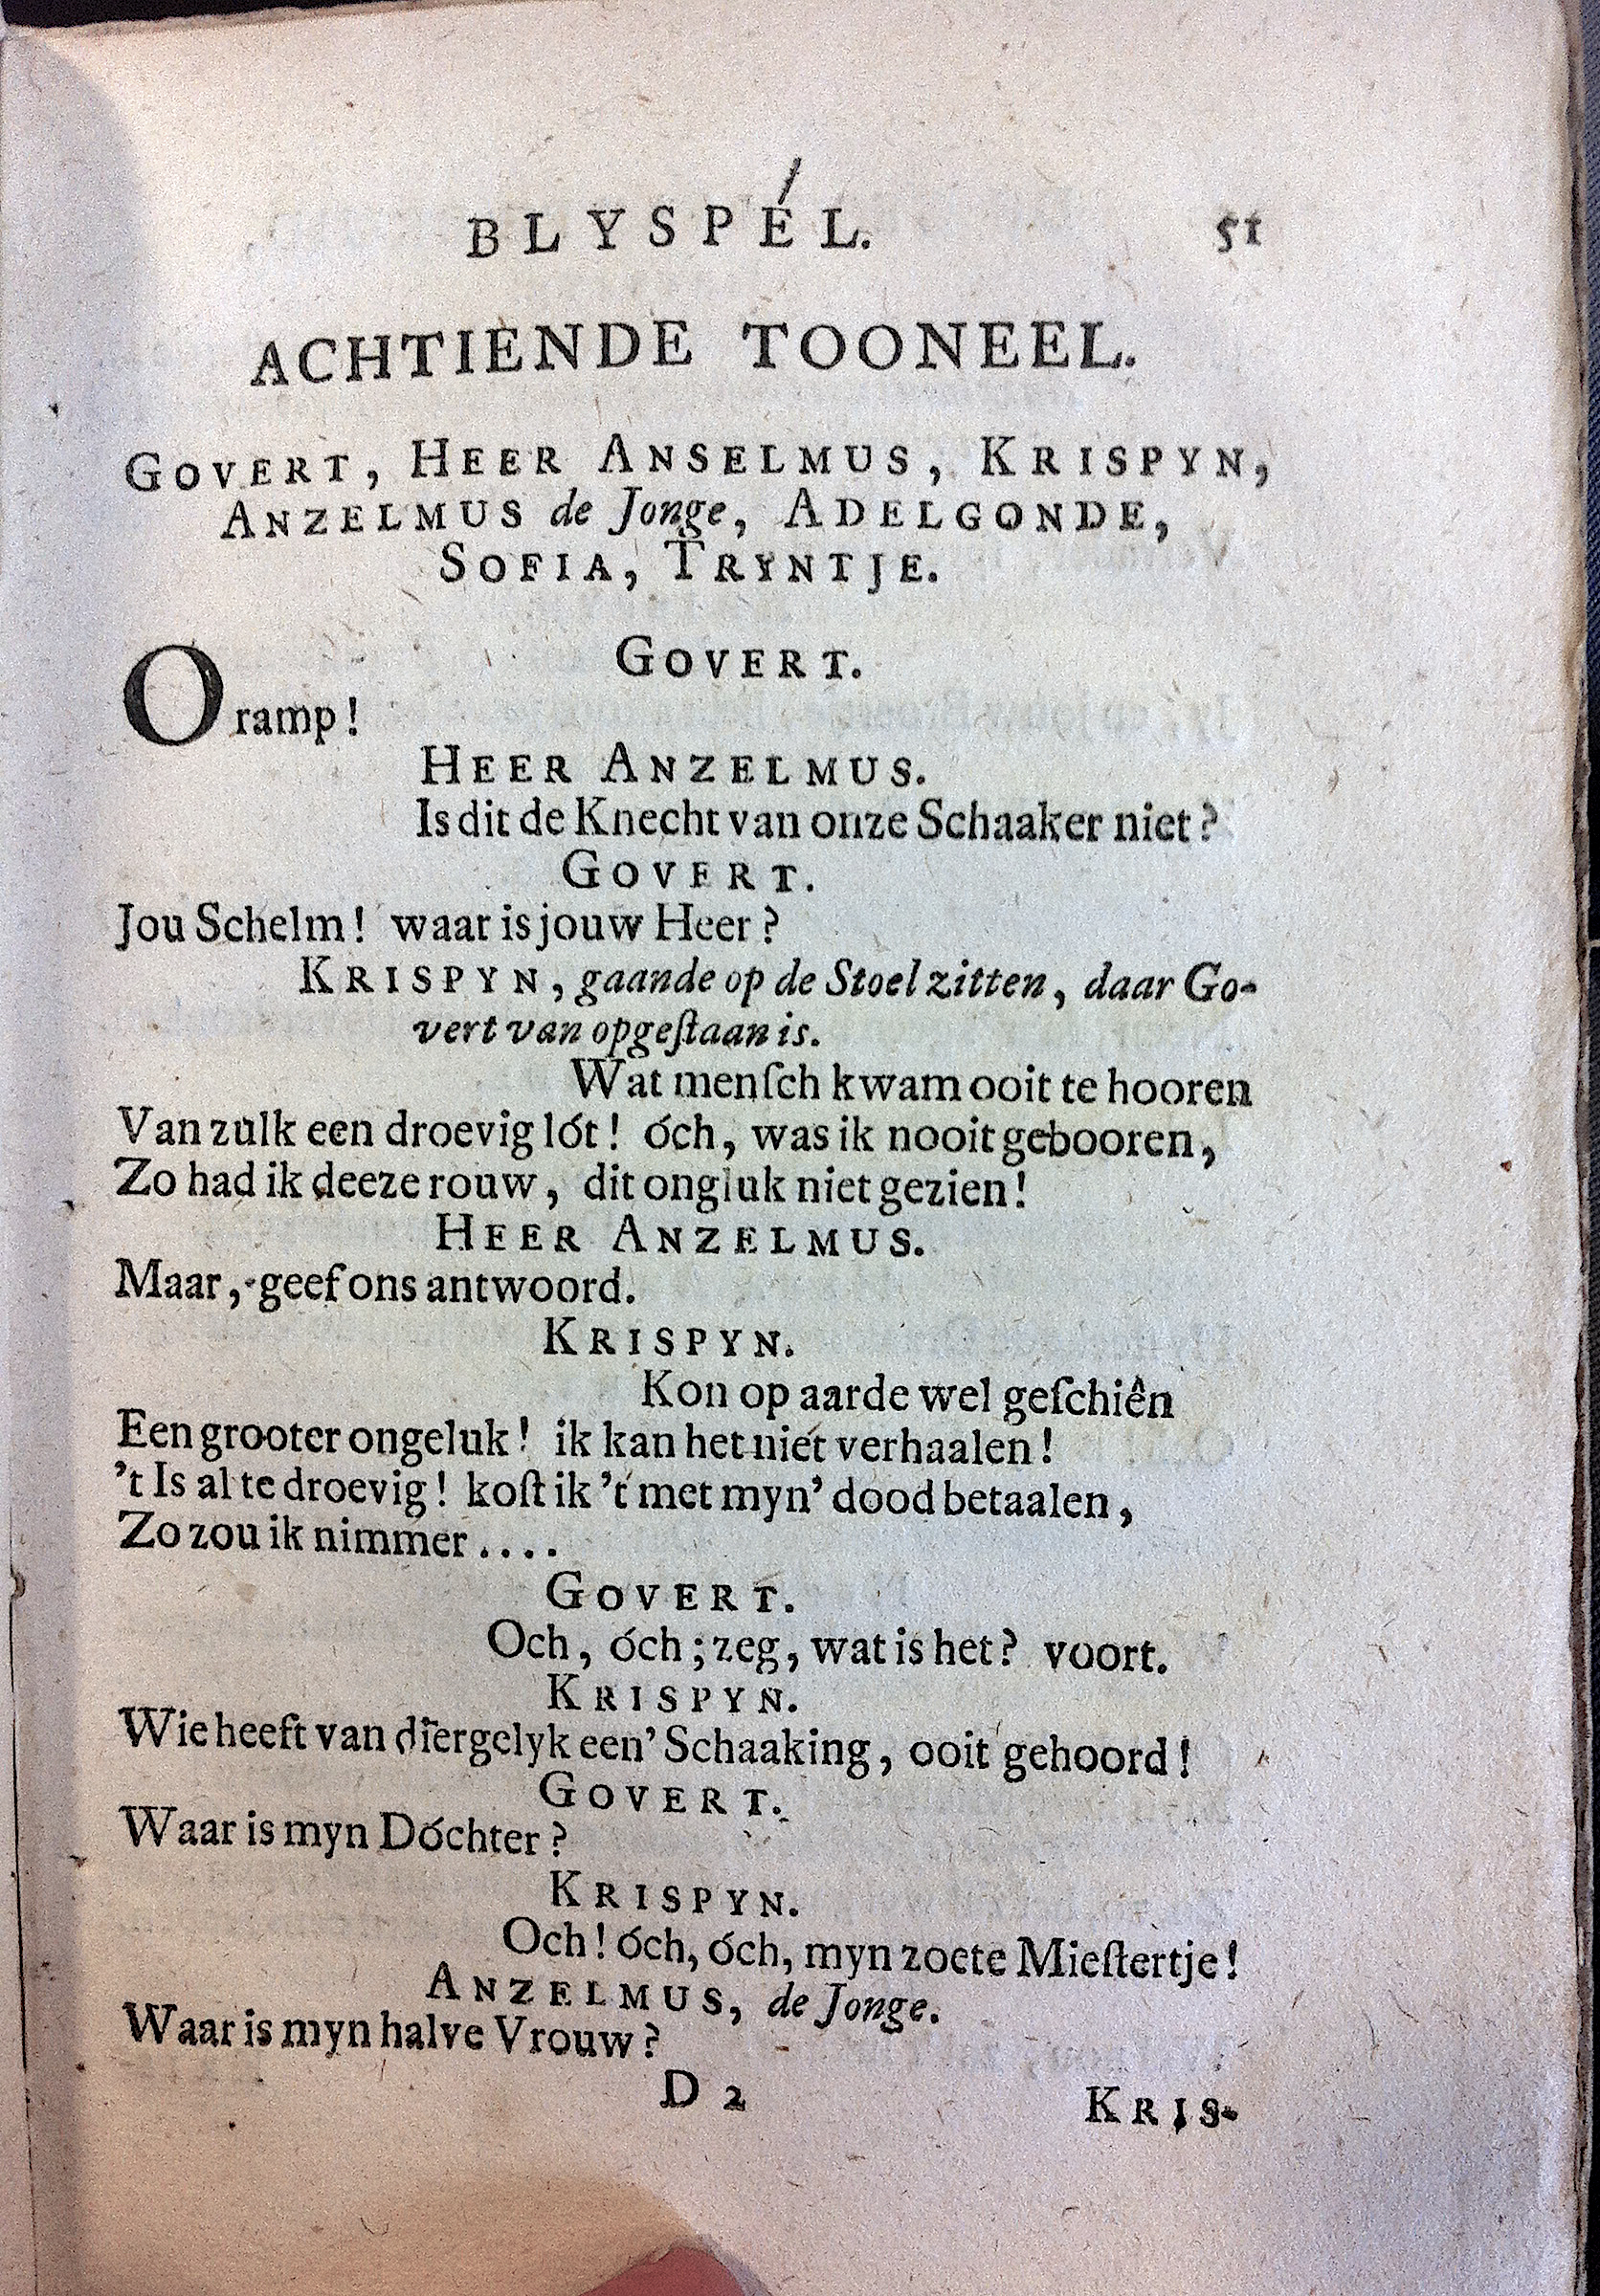 BLYSPÉL. 51
ACHTIENDE TOONEEL.
GOVERT, HEER ANSELMUS, KRISPYN,
ANZELMUS de Jonge, ADELGONDE,
SOFIA, TRYNTJE.
GOVERT.
O ramp!
HEER ANZELMUS.
Is dit de Knecht van onze Schaaker niet?
GOVERT.
Jou Schelm! waar is jouw Heer?
KRISPYN, gaande op de Stoel zitten, daar Go-
vert van opgeſtaan is.
Wat menſch kwam ooit te hooren
Van zulk een droevig lót! óch, was ik nooit gebooren,
Zo had ik deeze rouw, dit ongluk niet gezien!
HEER ANZELMUS.
Maar, geef ons antwoord.
KRISPYN.
Kon op aarde wel geſchiên
Een grooter ongeluk! ik kan het niet verhaalen!
't Is al te droevig! koſt ik 't met myn' dood betaalen,
Zo zou ik nimmer....
GOVERT.
Och, óch; zeg, wat is het? voort.
KRISPYN.
Wie heeft van diergelyk een' Schaaking, ooit gehoord!
GOVERT.
Waar is myn Dóchter?
KRISPYN.
Och! óch, óch, myn zoete Mieſtertje!
ANZELMUS, de Jonge.
Waar is myn halve Vrouw?
D 2 KRIS-